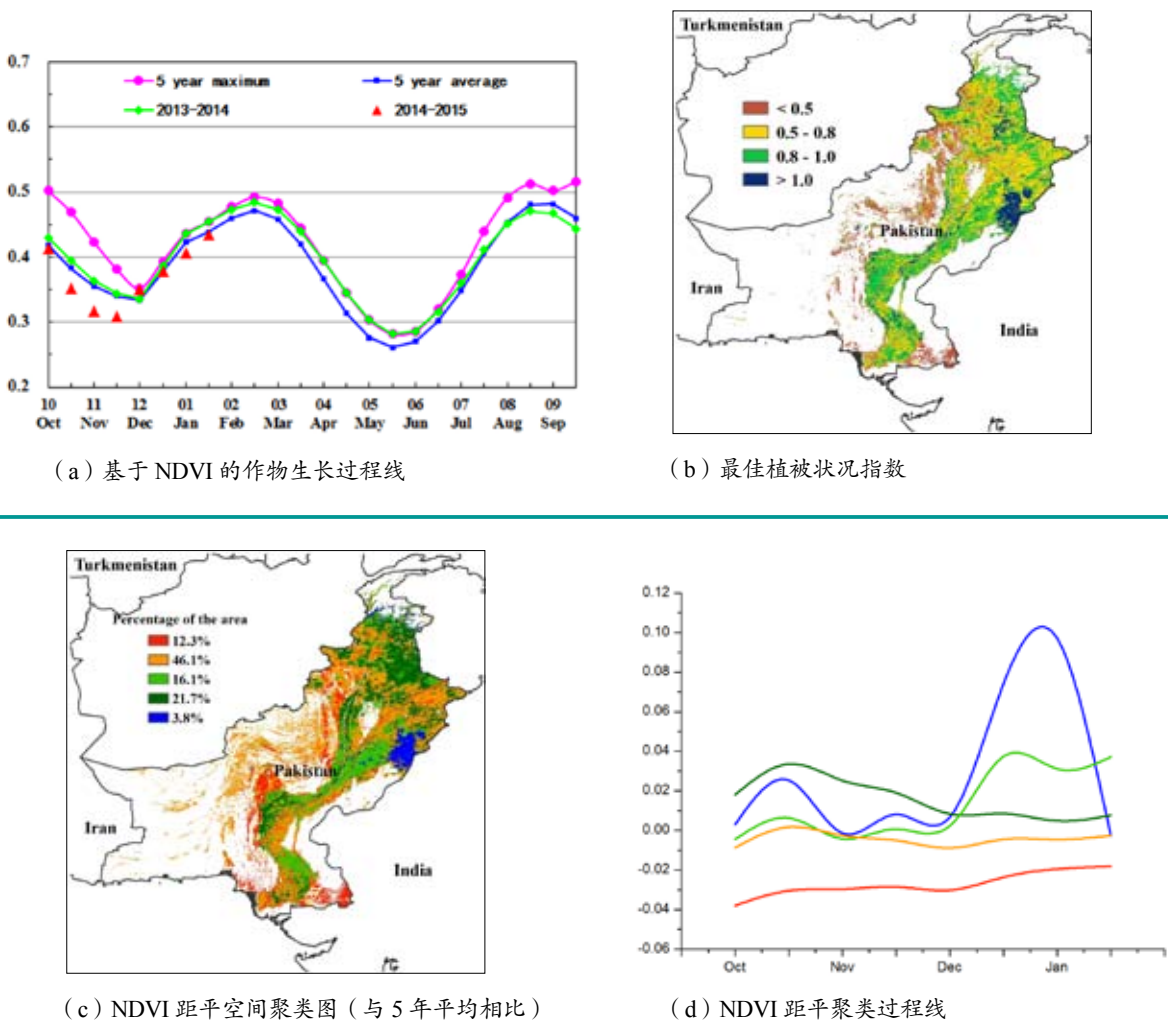 0.7
5 year maximum
5 year average
2013-2014
2014-2015
0.6
0.5
0.4
0.3
0.2
10 11 12 01 02 03 04 05 06 07 08 09
Oct Nov Dec Jan Feb Mar Apr May Jun Jul Aug Sep
(a)基于 NDVI 的作物生长过程线
Turkmenistan
< 0.5
0.5 - 0.8
0.8 - 1.0
> 1.0
Pakistan
Iran
India
(b)最佳植被状况指数
Turkmenistan
Percentage of the area
12.3%
46.1%
16.1%
21.7%
3.8%
Pakistan
Iran
India
(c)NDVI 距平空间聚类图(与 5 年平均相比)
0.12
0.10
0.08
0.06
0.04
0.02
0.00
-0.02
-0.04
-0.06
Oct Nov Dec Jan
(d)NDVI 距平聚类过程线